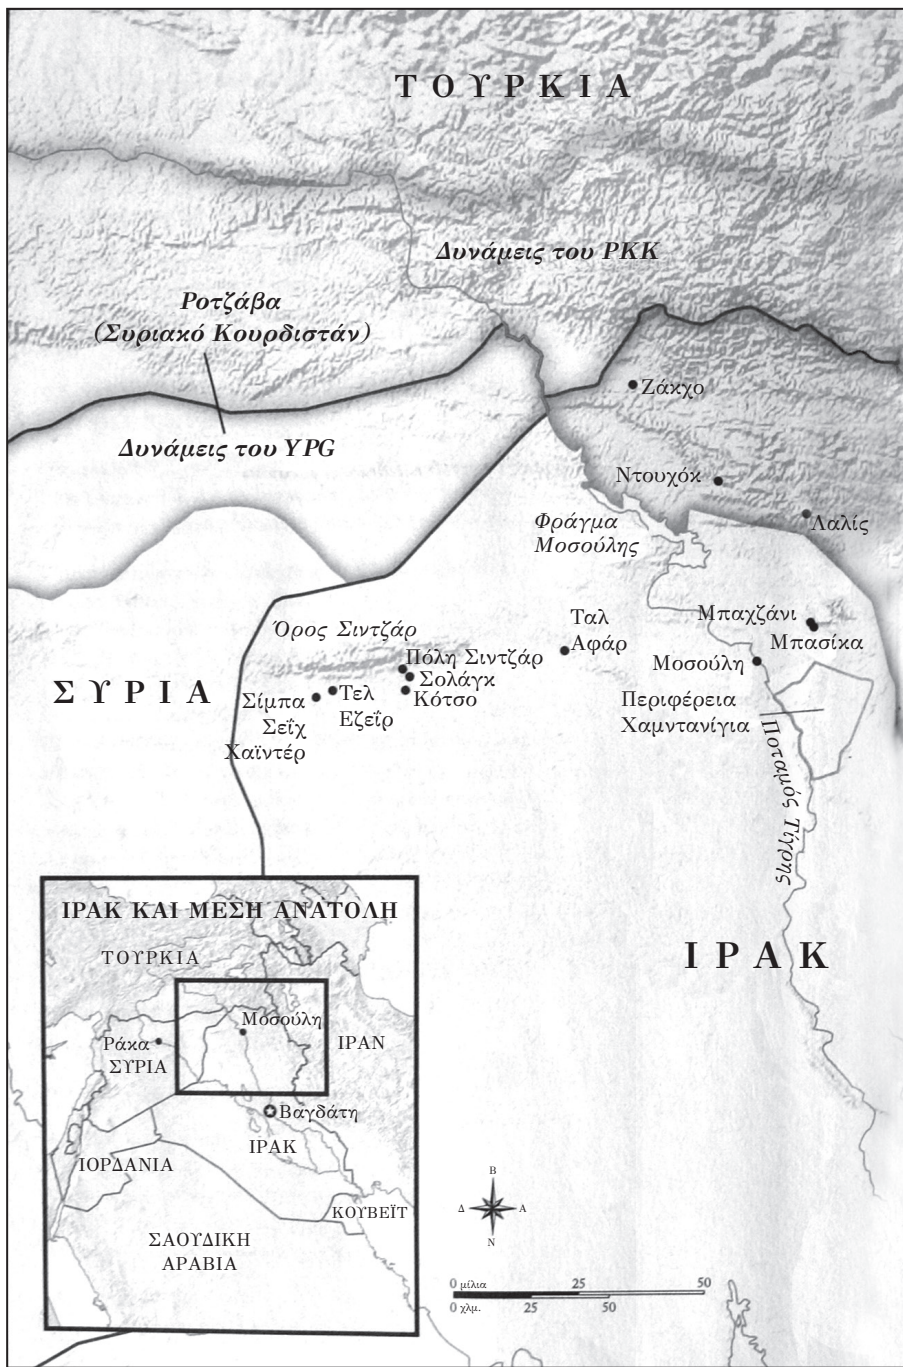 ΤΟΥΡΚΙΑ
Δυνάμεις του PKK
Ροτζάβα
(Συριακό Κουρδιστάν)
Ζάκχο
Δυνάμεις του YPG
Ντουχόκ
Φράγμα
Μοσούλης
Λαλίς
Όρος Σιντζάρ
Ταλ
Αφάρ
Μπαχζάνι
Μπασίκα
Πόλη Σιντζάρ
Μοσούλη
Σολάγκ
ΣΥΡΙΑ
Σίμπα
Σεΐχ
Χαϊντέρ
Τελ
Εζεΐρ
Κότσο
Περιφέρεια
Χαμντανίγια
Ποταμός Τίγρης
ΙΡΑΚ
ΙΡΑΚ ΚΑΙ ΜΕΣΗ ΑΝΑΤΟΛΗ
ΤΟΥΡΚΙΑ
Μοσούλη
Ράκα
ΣΥΡΙΑ
ΙΡΑΝ
Βαγδάτη
ΙΡΑΚ
ΙΟΡΔΑΝΙΑ
ΚΟΥΒΕΪΤ
ΣΑΟΥΔΙΚΗ
ΑΡΑΒΙΑ
Β
Δ Α
Ν
0 μίλια 25 50
0 χλμ. 25 50